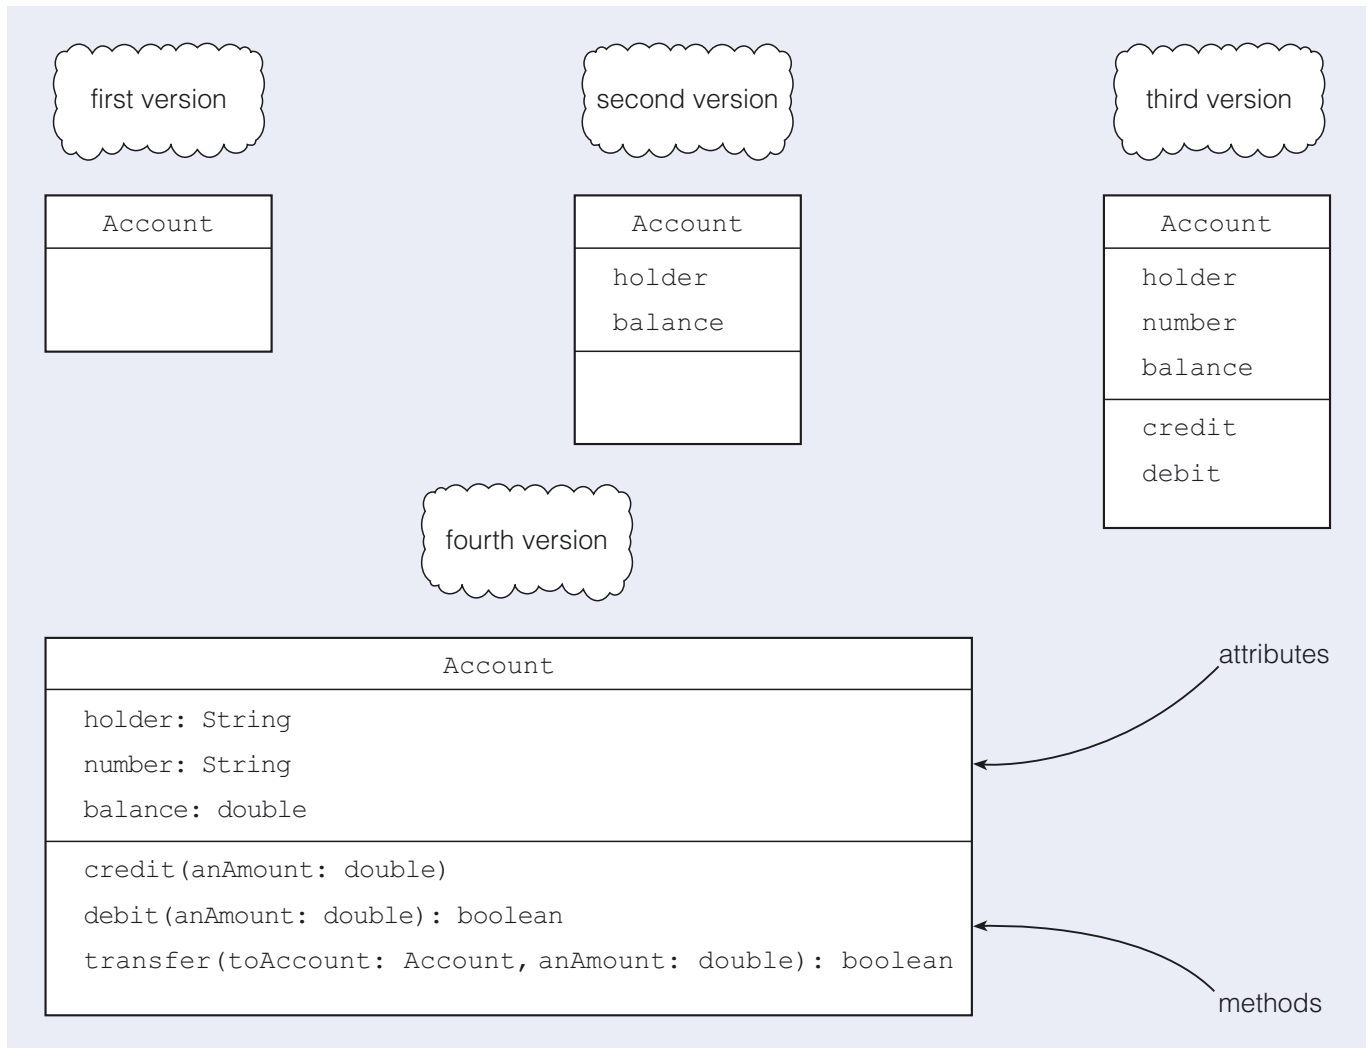 first version
second version
third version
Account
Account
holder
balance
Account
holder
number
balance
credit
debit
fourth version
Account
holder: String
number: String
balance: double
credit(anAmount: double)
debit(anAmount: double): boolean
transfer(toAccount: Account, anAmount: double): boolean
attributes
methods